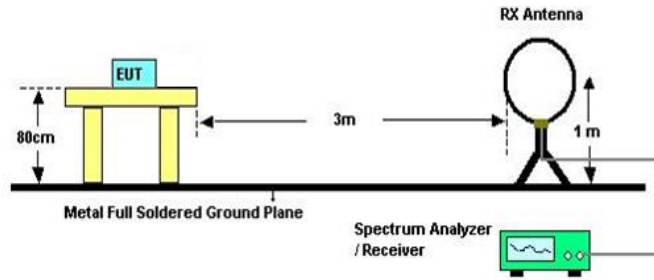 RX Antenna
EUT
80cm
3m
1 m
Metal Full Soldered Ground Plane
Spectrum Analyzer
/ Receiver